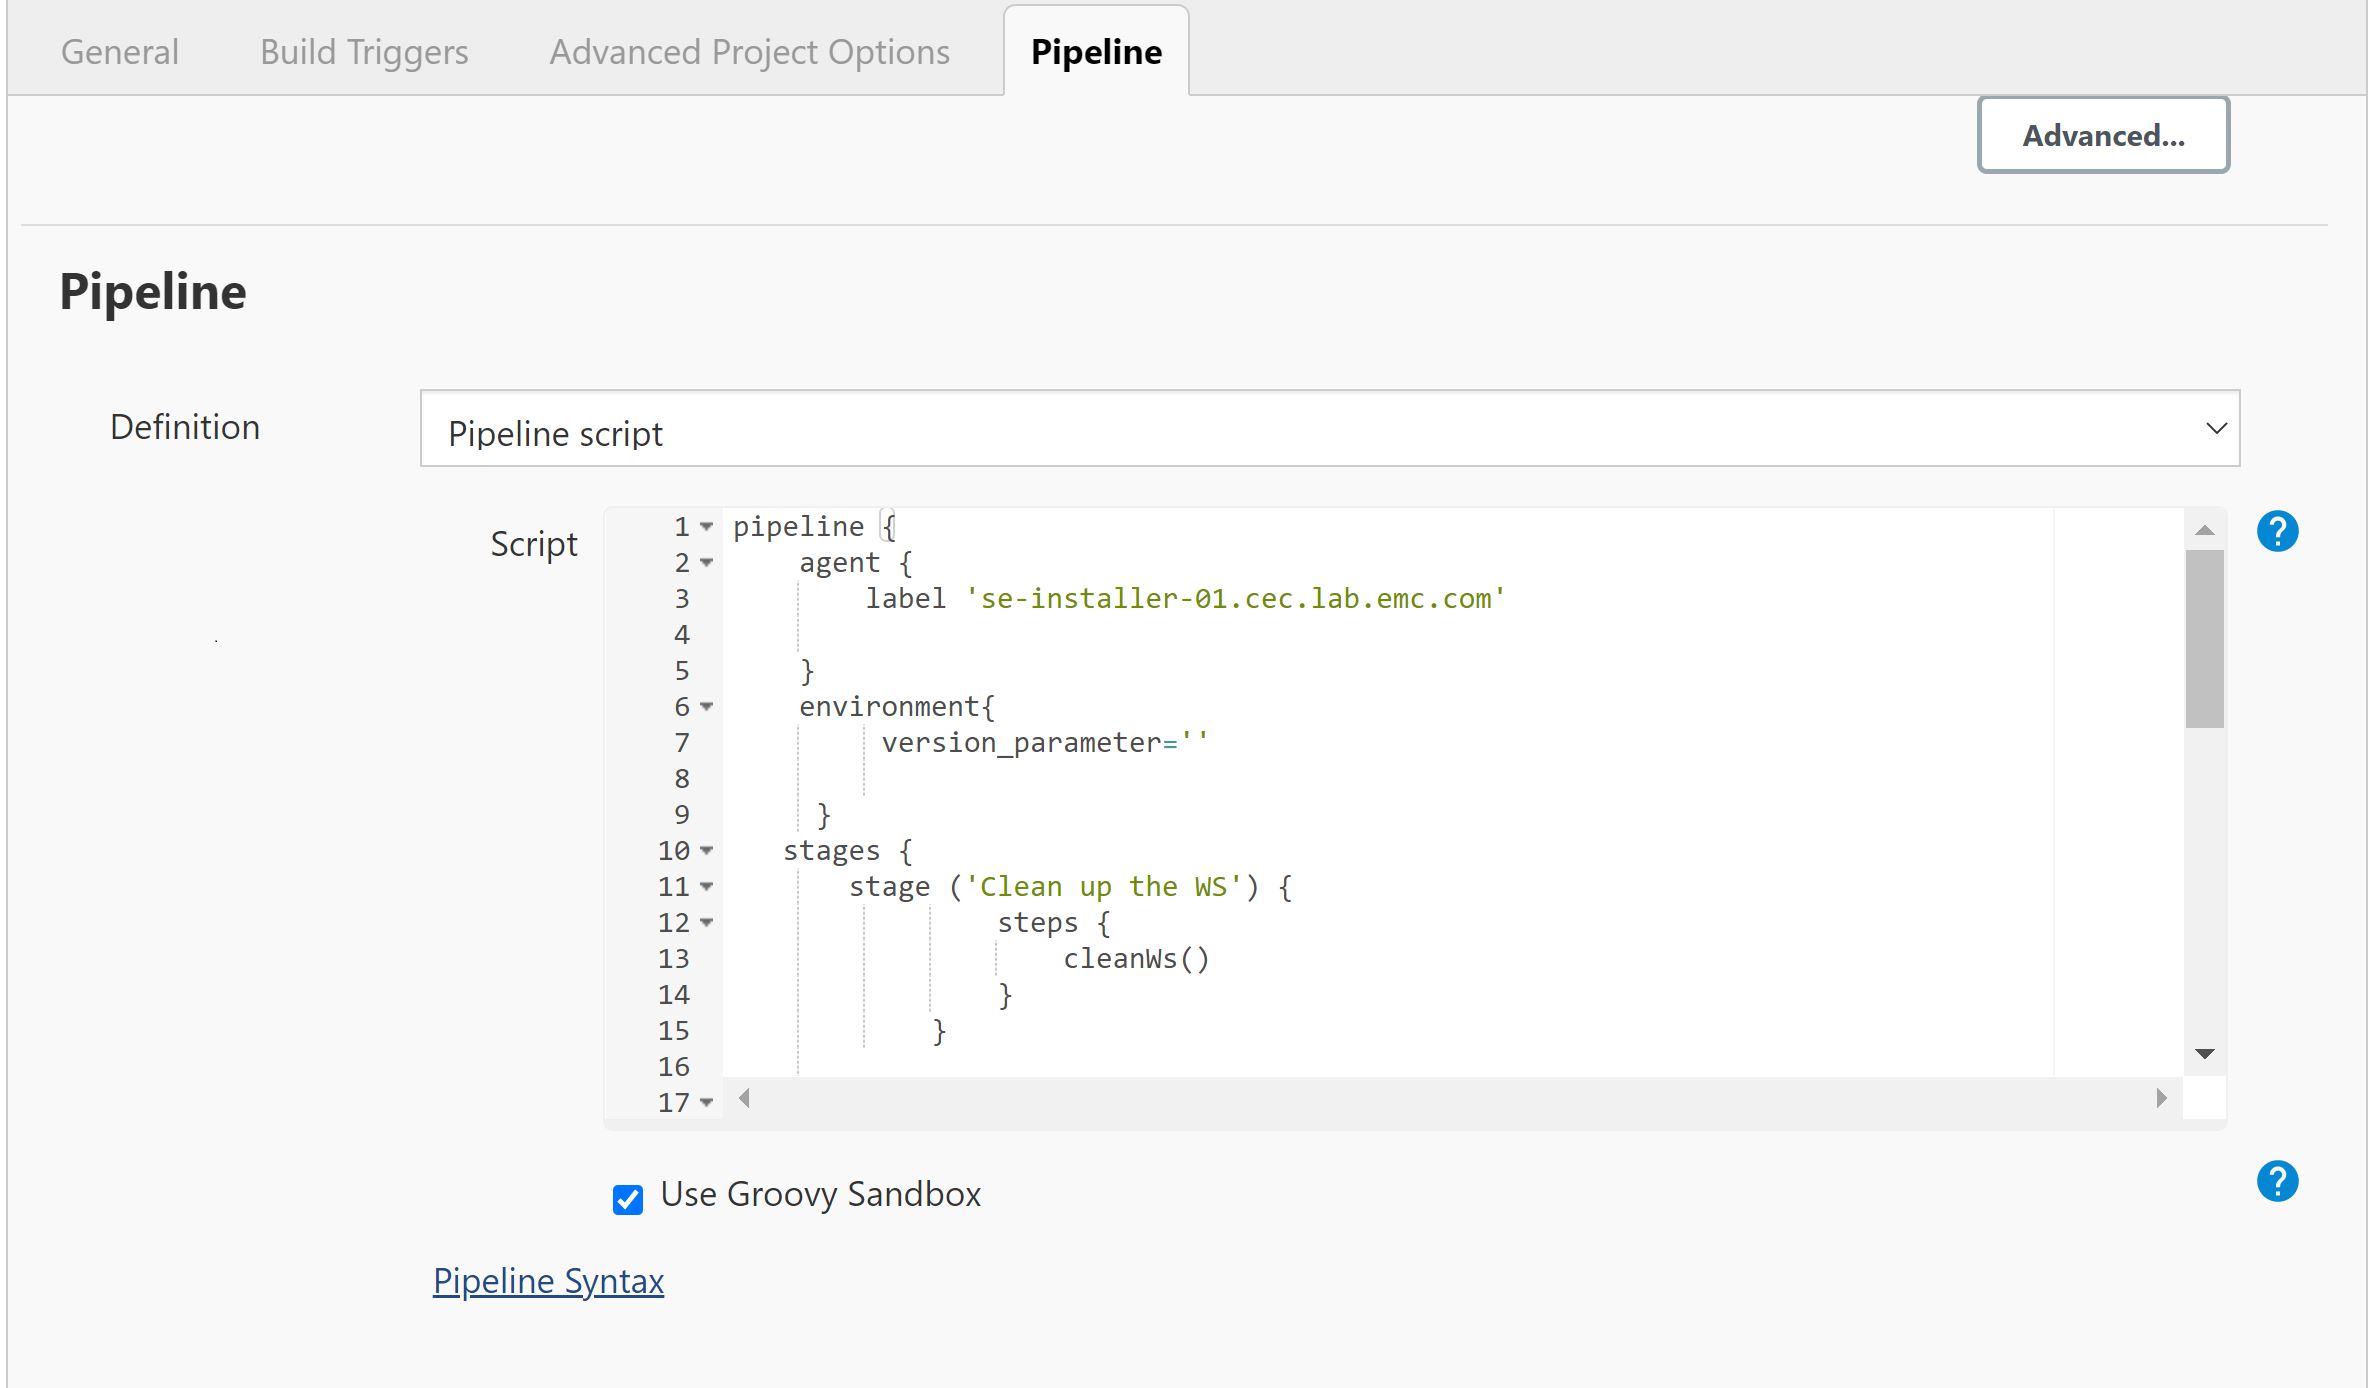 General Build Triggers Advanced Project Options Pipeline
Advanced...
Pipeline
Definition Pipeline script
Script
1 pipeline {
2 agent {
3 label 'se-installer-01.cec.lab.emc.com'
4
5 }
6 environment{
7 version_parameter=''
8
9 }
10 stages {
11 stage ('Clean up the WS') {
12 steps {
13 cleanWs()
14 }
15 }
16
17
Use Groovy Sandbox
Pipeline Syntax